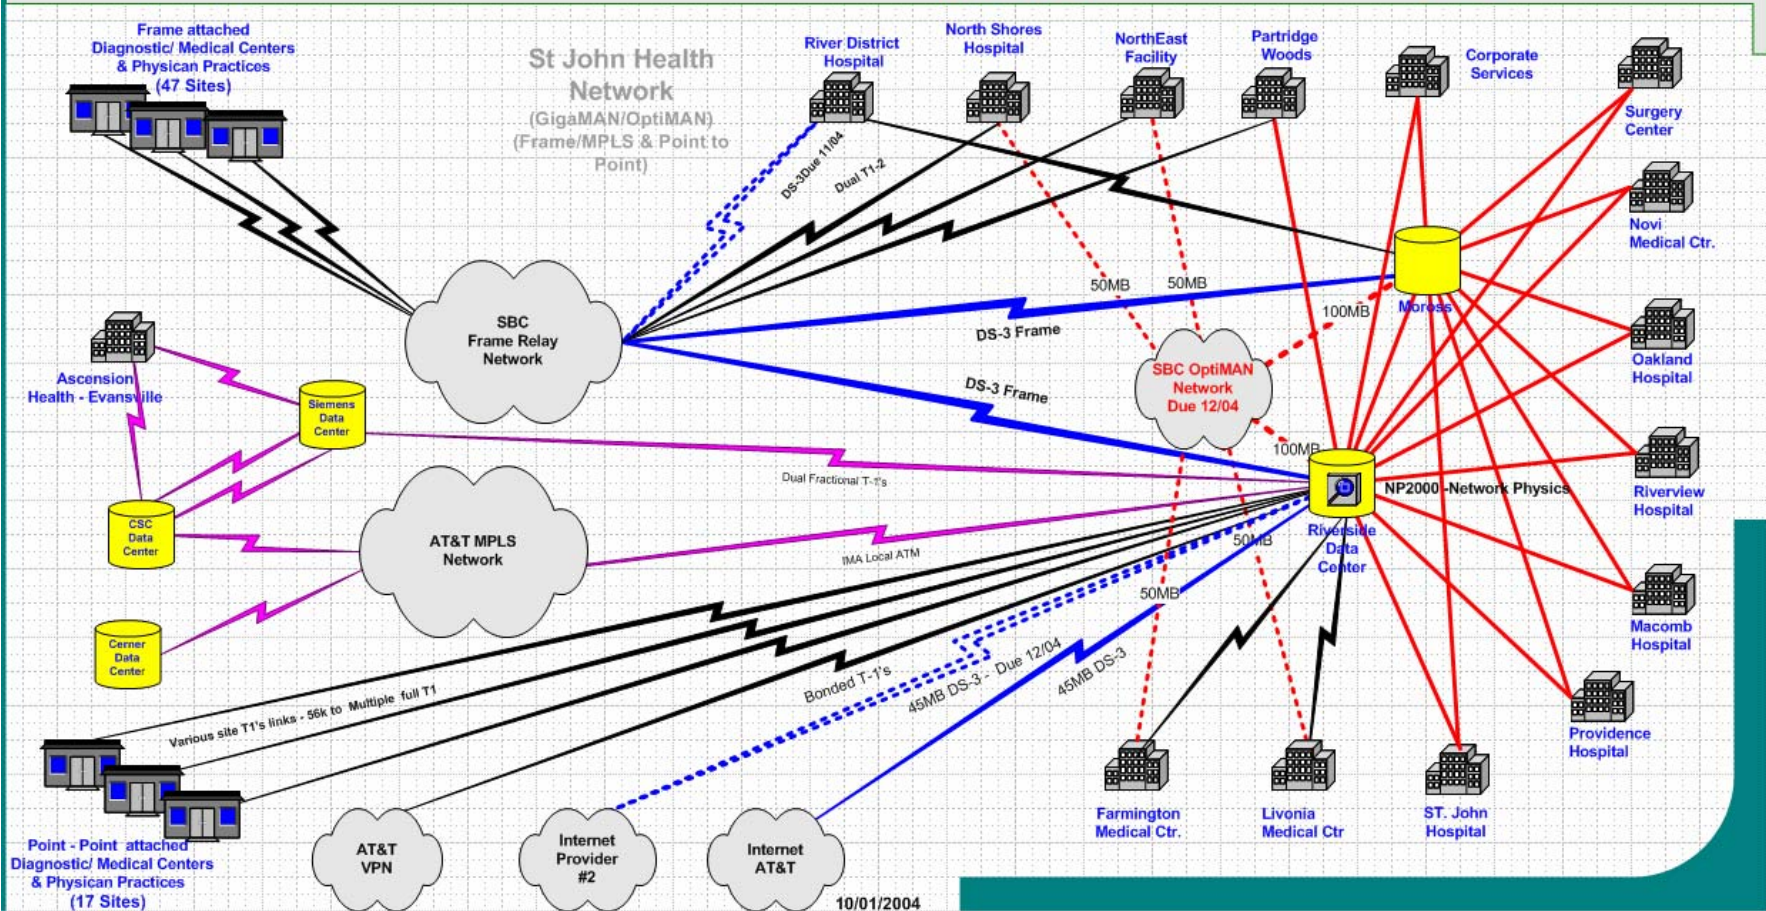 Frame attached
Diagnostic/ Medical Centers
& Physican Practices
(47 Sites)
St John Health
Network
(GigaMAN/OptiMAN)
(Frame/MPLS & Point to
Point)
River District
Hospital
North Shores
Hospital
NorthEast
Facility
Partridge
Woods
Corporate
Services
Surgery
Center
Novi
Medical Ctr.
Oakland
Hospital
Riverview
Hospital
Macomb
Hospital
Providence
Hospital
ST. John
Hospital
Livonia
Medical Ctr
Farmington
Medical Ctr.
DS-3Due 11/04
Dual T1-2
SBC
Frame Relay
Network
DS-3 Frame
DS-3 Frame
50MB
50MB
100MB
Moross
SBC OptiMAN
Network
Due 12/04
100MB
NP2000 -Network Physics
Riverside
Data
Center
50MB
50MB
Ascension
Health - Evansville
Siemens
Data
Center
CSC
Data
Center
Cerner
Data
Center
AT&T MPLS
Network
Dual Fractional T-1's
IMA Local ATM
Various site T1's links - 56k to Multiple full T1
Bonded T-1's
45MB DS-3 - Due 12/04
45MB DS-3
Point - Point attached
Diagnostic/ Medical Centers
& Physican Practices
(17 Sites)
AT&T
VPN
Internet
Provider
#2
Internet
AT&T
10/01/2004